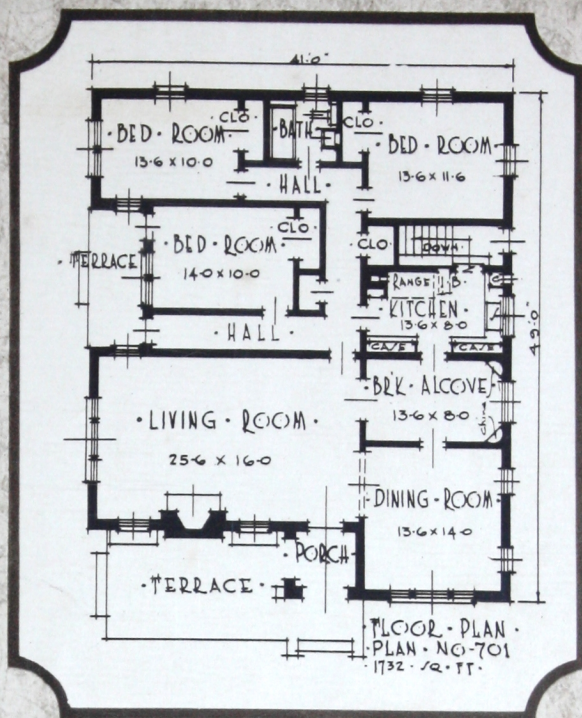 41·0"
BED·ROOM
13·6 X 10·0
CLO
BATH
CLO
BED·ROOM
13·6 X 11·6
·HALL·
·BED·ROOM·
14·0 X 10·0
CLO
·TERRACE·
CLO
DOWN
RANGE
I.B.
KITCHEN·
13·6 X 8·0
CASE
CASE
·HALL·
49·0"
BR'K·ALCOVE
13·6 X 8·0
china
·LIVING·ROOM·
25·6 X 16·0
DINING·ROOM
13·6 X 14·0
·PORCH
·TERRACE·
·FLOOR·PLAN·
·PLAN·NO-701
1732·SQ·FT·